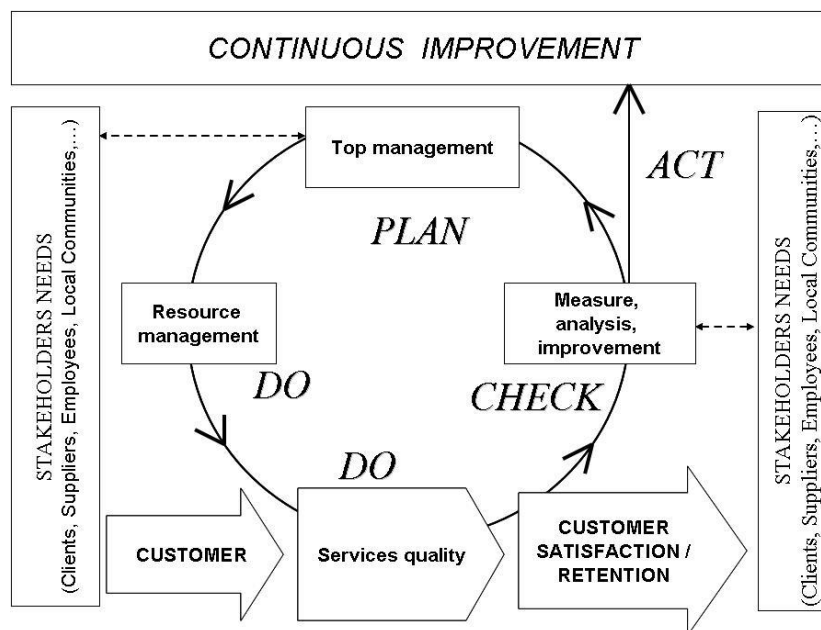 CONTINUOUS IMPROVEMENT
STAKEHOLDERS NEEDS
(Clients, Suppliers, Employees, Local Communities,...)
Top management
ACT
PLAN
Resource
management
Measure,
analysis,
improvement
DO
CHECK
DO
CUSTOMER
Services quality
CUSTOMER
SATISFACTION /
RETENTION
STAKEHOLDERS NEEDS
(Clients, Suppliers, Employees, Local Communities,...)